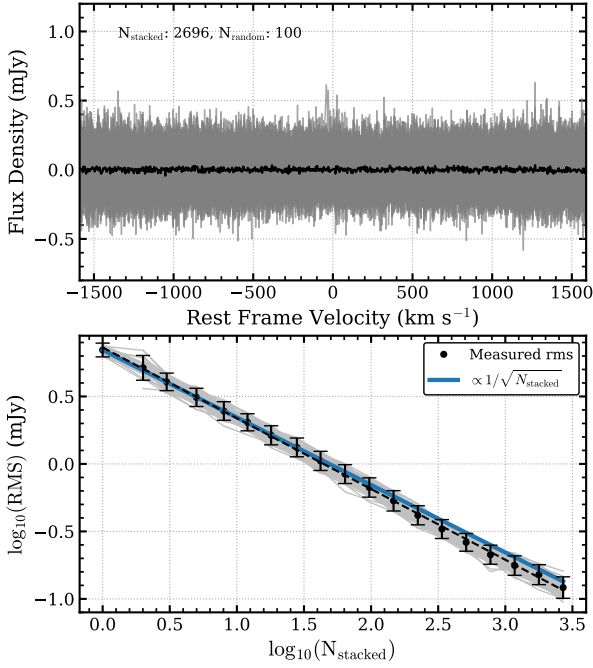 1.0
0.5
0.0
−0.5
Flux Density (mJy)
N_stacked: 2696, N_random: 100
−1500 −1000 −500 0 500 1000 1500
Rest Frame Velocity (km s⁻¹)
0.5
0.0
−0.5
−1.0
log₁₀(RMS) (mJy)
Measured rms
∝ 1/√N_stacked
0.0 0.5 1.0 1.5 2.0 2.5 3.0 3.5
log₁₀(N_stacked)